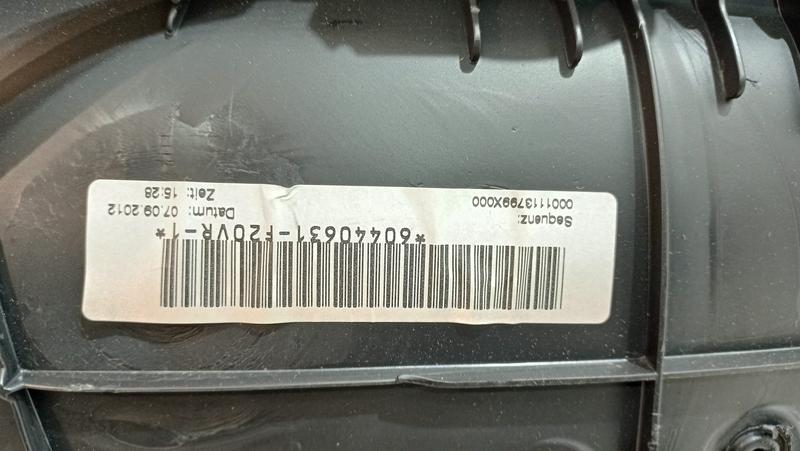 *60440631-F20VR-1*
Sequenz:
0001113799X000
Datum: 07.09.2012
Zeit: 15:28